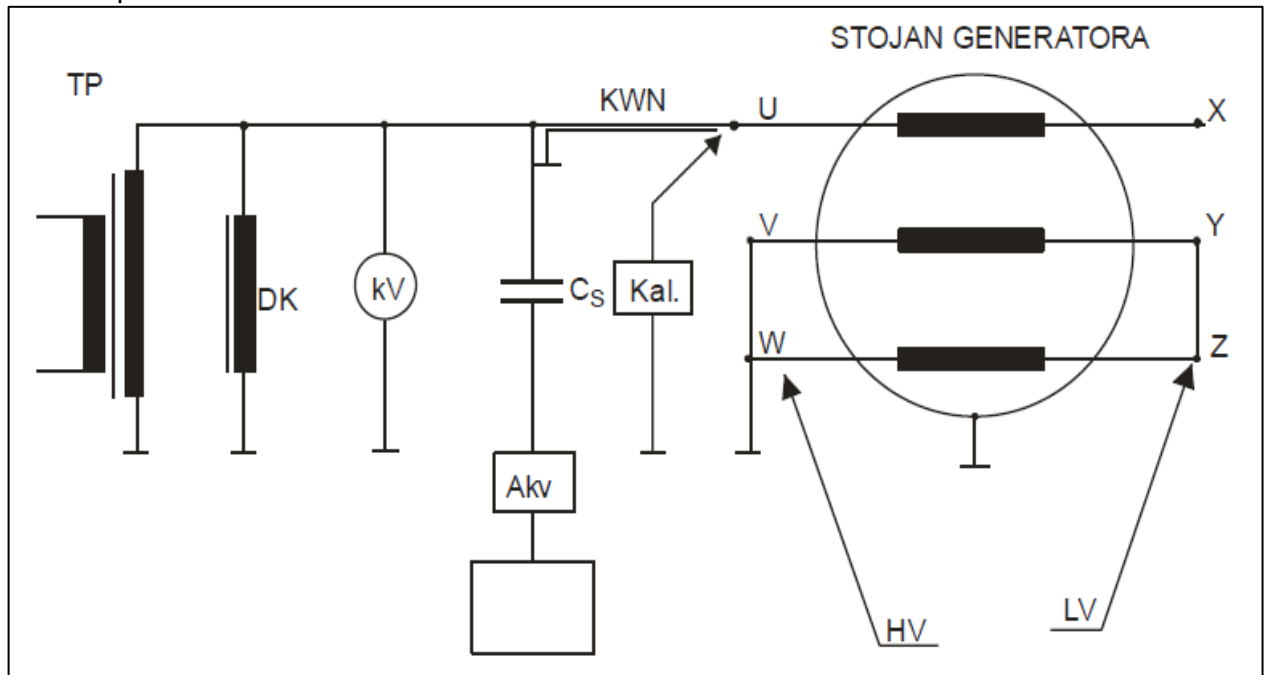 STOJAN GENERATORA
TP
KWN
U
X
DK
kV
C_S
Kal.
V
Y
W
Z
Akv
HV
LV